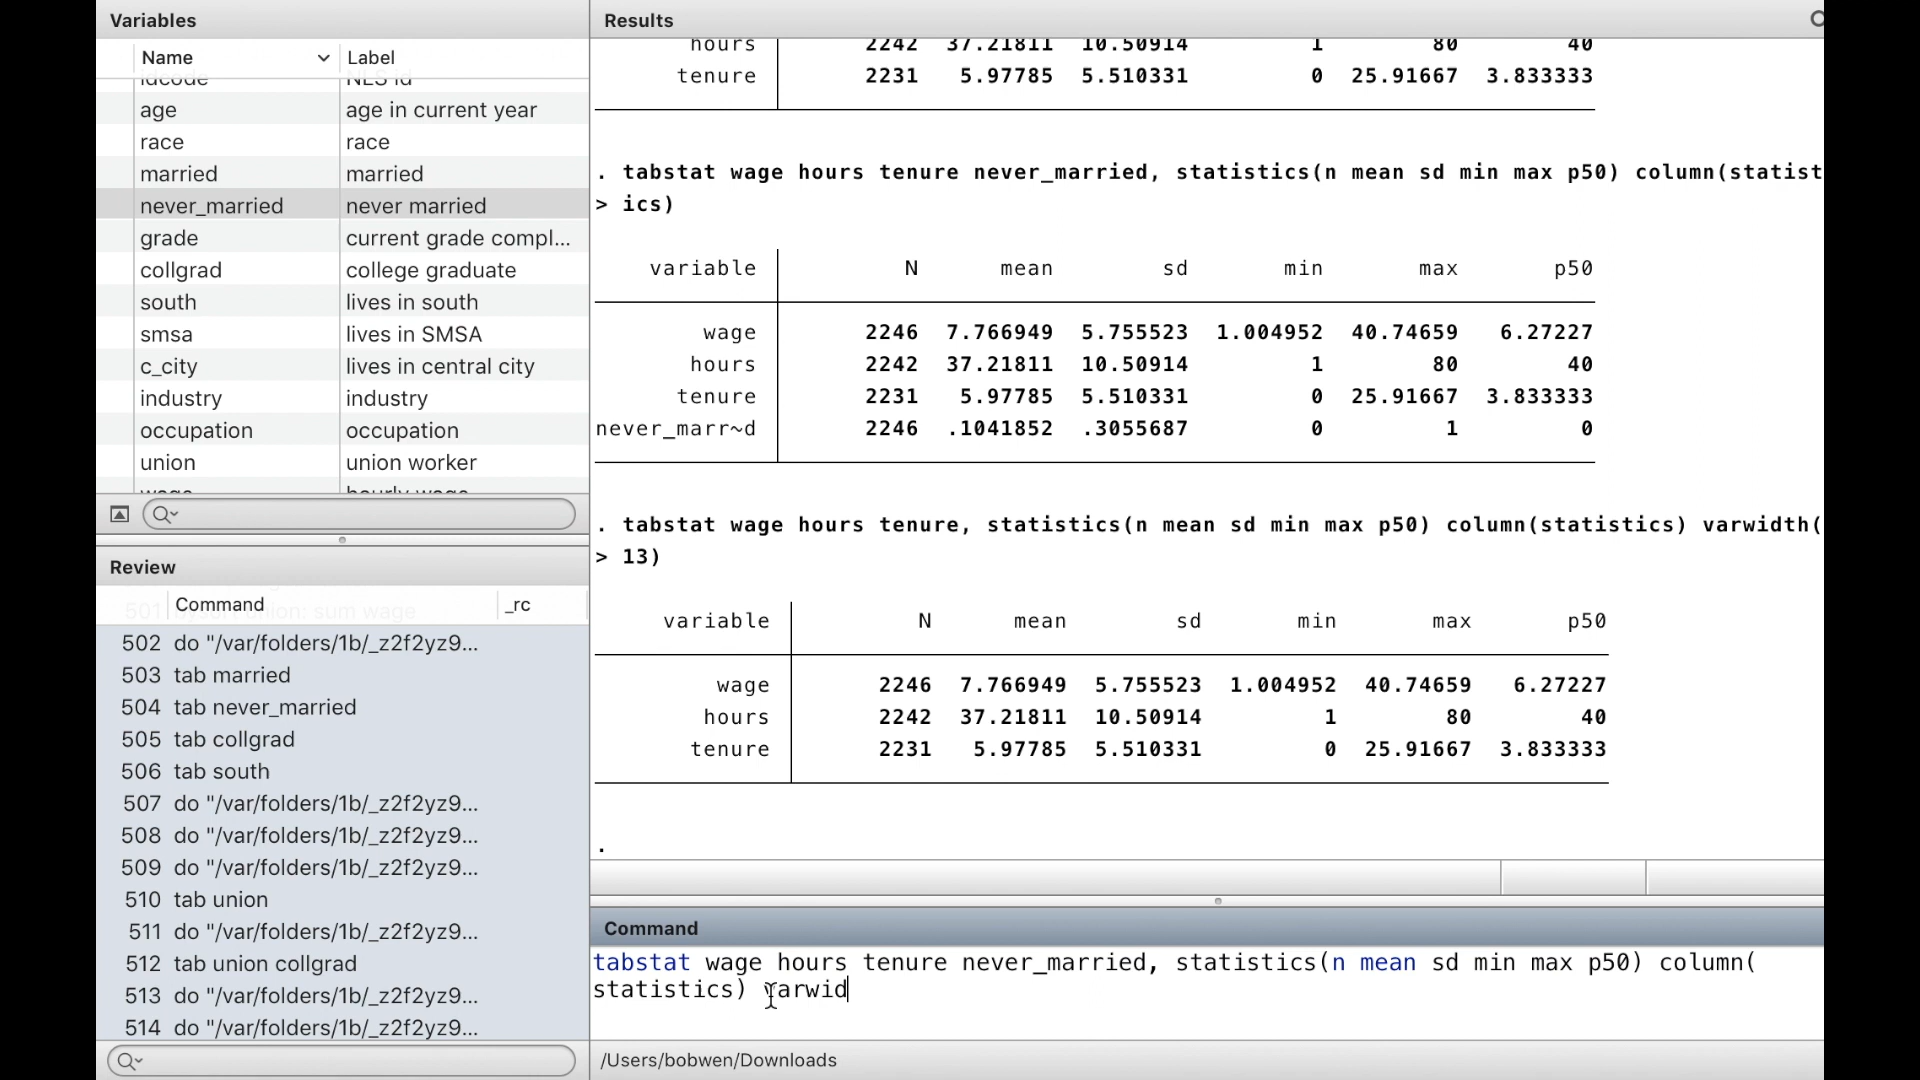 Variables
Name
Label
idcode
NLS id
age
age in current year
race
race
married
married
never_married
never married
grade
current grade compl...
collgrad
college graduate
south
lives in south
smsa
lives in SMSA
c_city
lives in central city
industry
industry
occupation
occupation
union
union worker
wage
hourly wage
Review
Command
_rc
501
union: sum wage
502 do "/var/folders/1b/_z2f2yz9...
503 tab married
504 tab never_married
505 tab collgrad
506 tab south
507 do "/var/folders/1b/_z2f2yz9...
508 do "/var/folders/1b/_z2f2yz9...
509 do "/var/folders/1b/_z2f2yz9...
510 tab union
511 do "/var/folders/1b/_z2f2yz9...
512 tab union collgrad
513 do "/var/folders/1b/_z2f2yz9...
514 do "/var/folders/1b/_z2f2yz9...
Results
hours 2242 37.21811 10.50914 1 80 40
tenure 2231 5.97785 5.510331 0 25.91667 3.833333
. tabstat wage hours tenure never_married, statistics(n mean sd min max p50) column(statist
> ics)
variable N mean sd min max p50
wage 2246 7.766949 5.755523 1.004952 40.74659 6.27227
hours 2242 37.21811 10.50914 1 80 40
tenure 2231 5.97785 5.510331 0 25.91667 3.833333
never_marr~d 2246 .1041852 .3055687 0 1 0
. tabstat wage hours tenure, statistics(n mean sd min max p50) column(statistics) varwidth(
> 13)
variable N mean sd min max p50
wage 2246 7.766949 5.755523 1.004952 40.74659 6.27227
hours 2242 37.21811 10.50914 1 80 40
tenure 2231 5.97785 5.510331 0 25.91667 3.833333
.
Command
tabstat wage hours tenure never_married, statistics(n mean sd min max p50) column(
statistics) varwid
/Users/bobwen/Downloads